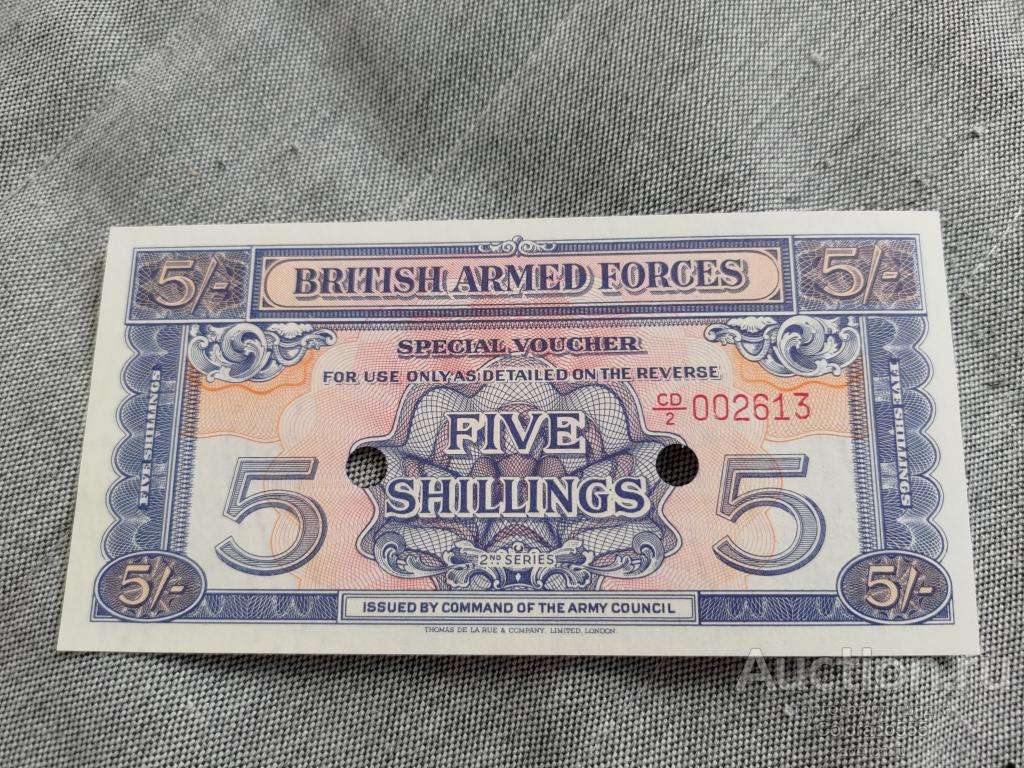 5/- BRITISH ARMED FORCES 5/-
SPECIAL VOUCHER
FOR USE ONLY AS DETAILED ON THE REVERSE
CD/2 002613
FIVE SHILLINGS
FIVE SHILLINGS
5
FIVE
SHILLINGS
5
2ND SERIES
5/-
5/-
ISSUED BY COMMAND OF THE ARMY COUNCIL
THOMAS DE LA RUE & COMPANY, LIMITED, LONDON.
Auction.ru